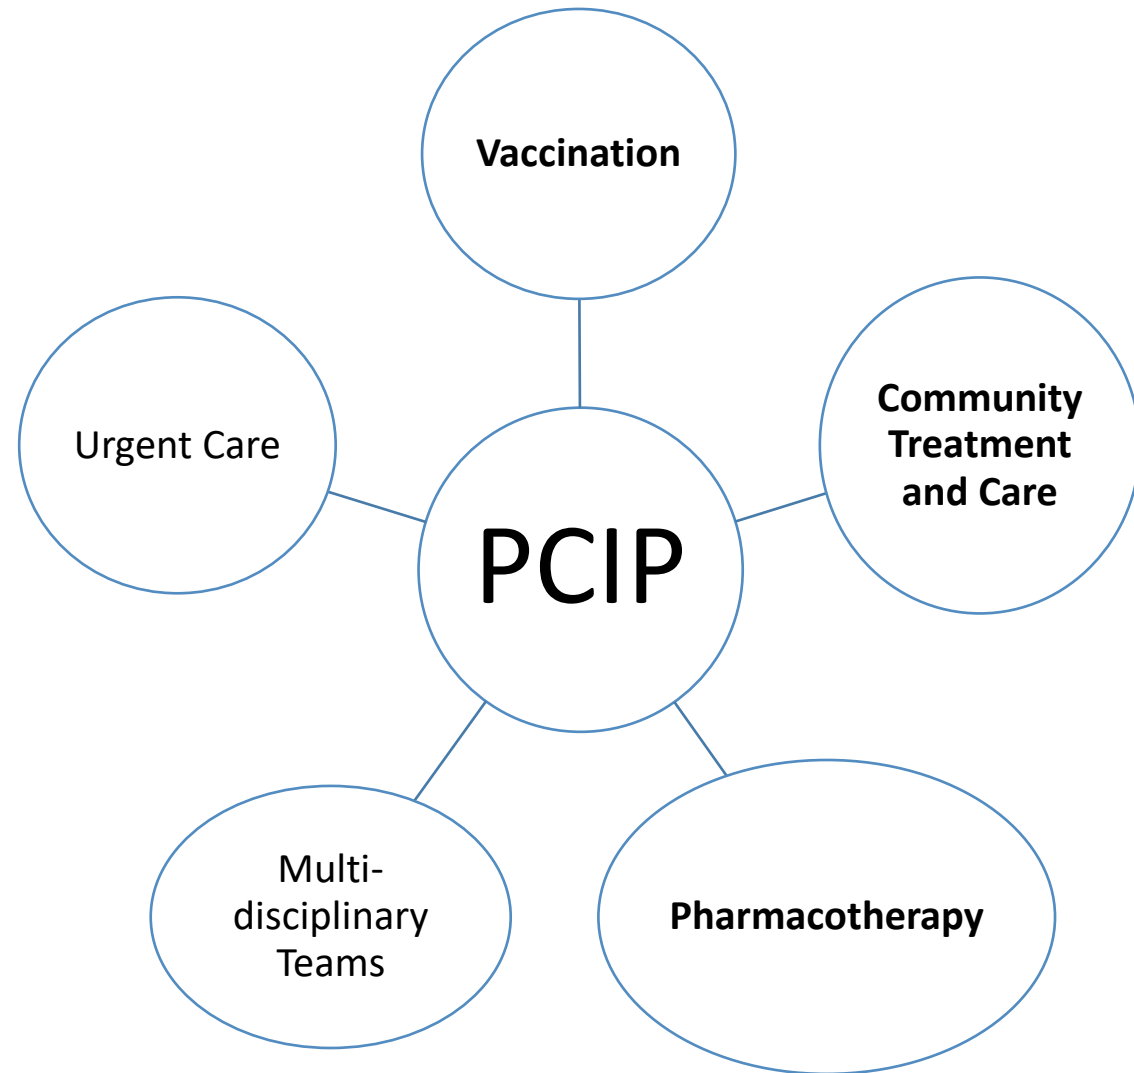 Vaccination
Community
Treatment
and Care
Urgent Care
PCIP
Multi-
disciplinary
Teams
Pharmacotherapy